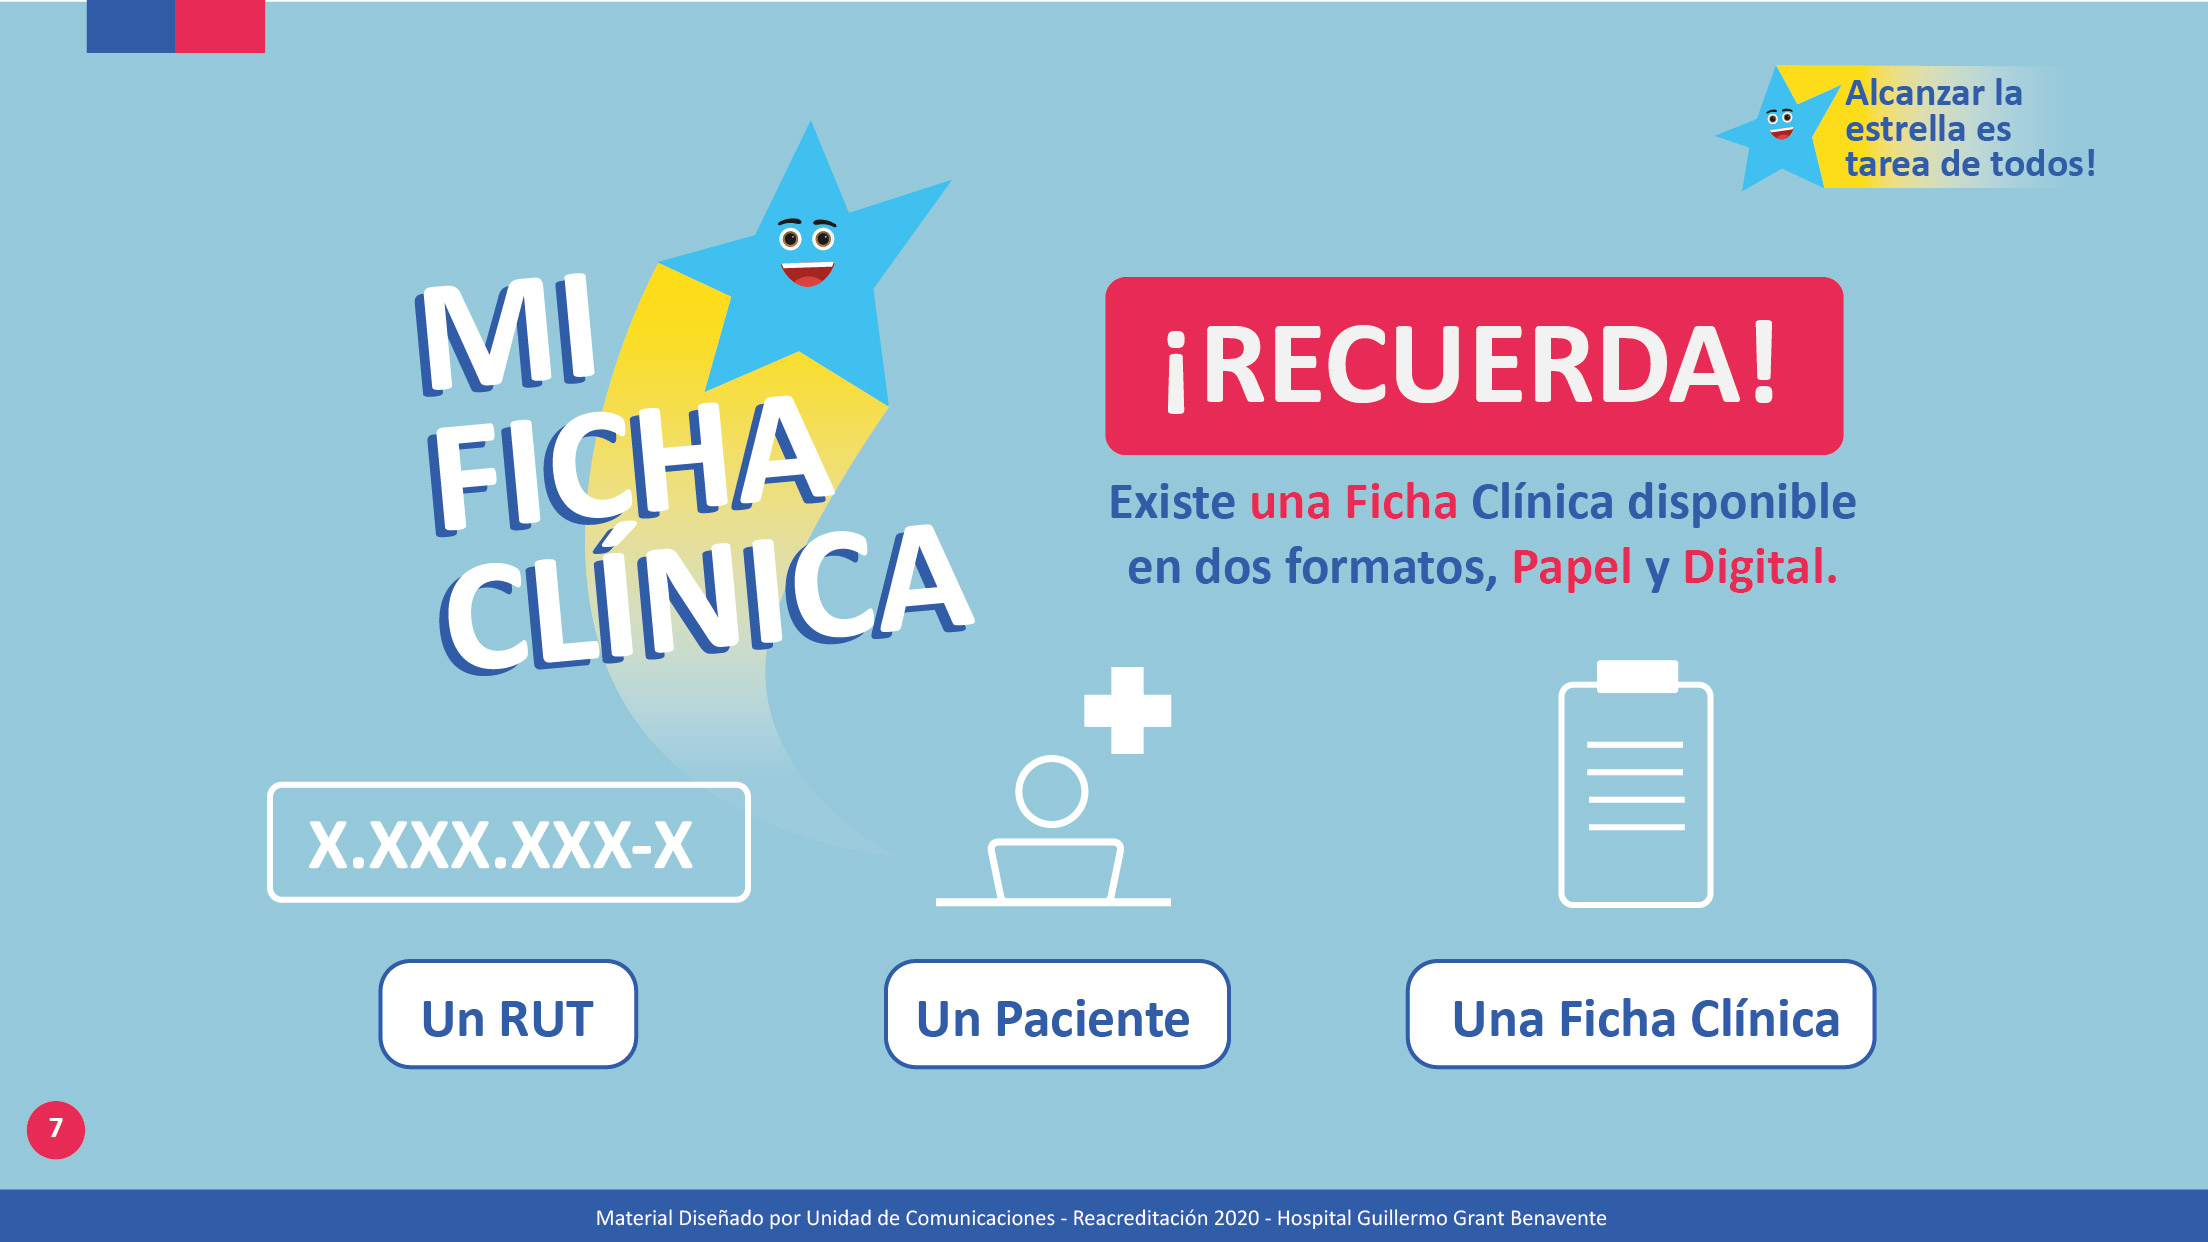 Alcanzar la
estrella es
tarea de todos!
MI
FICHA
CLÍNICA
¡RECUERDA!
Existe una Ficha Clínica disponible
en dos formatos, Papel y Digital.
X.XXX.XXX-X
Un RUT
Un Paciente
Una Ficha Clínica
7
Material Diseñado por Unidad de Comunicaciones - Reacreditación 2020 - Hospital Guillermo Grant Benavente